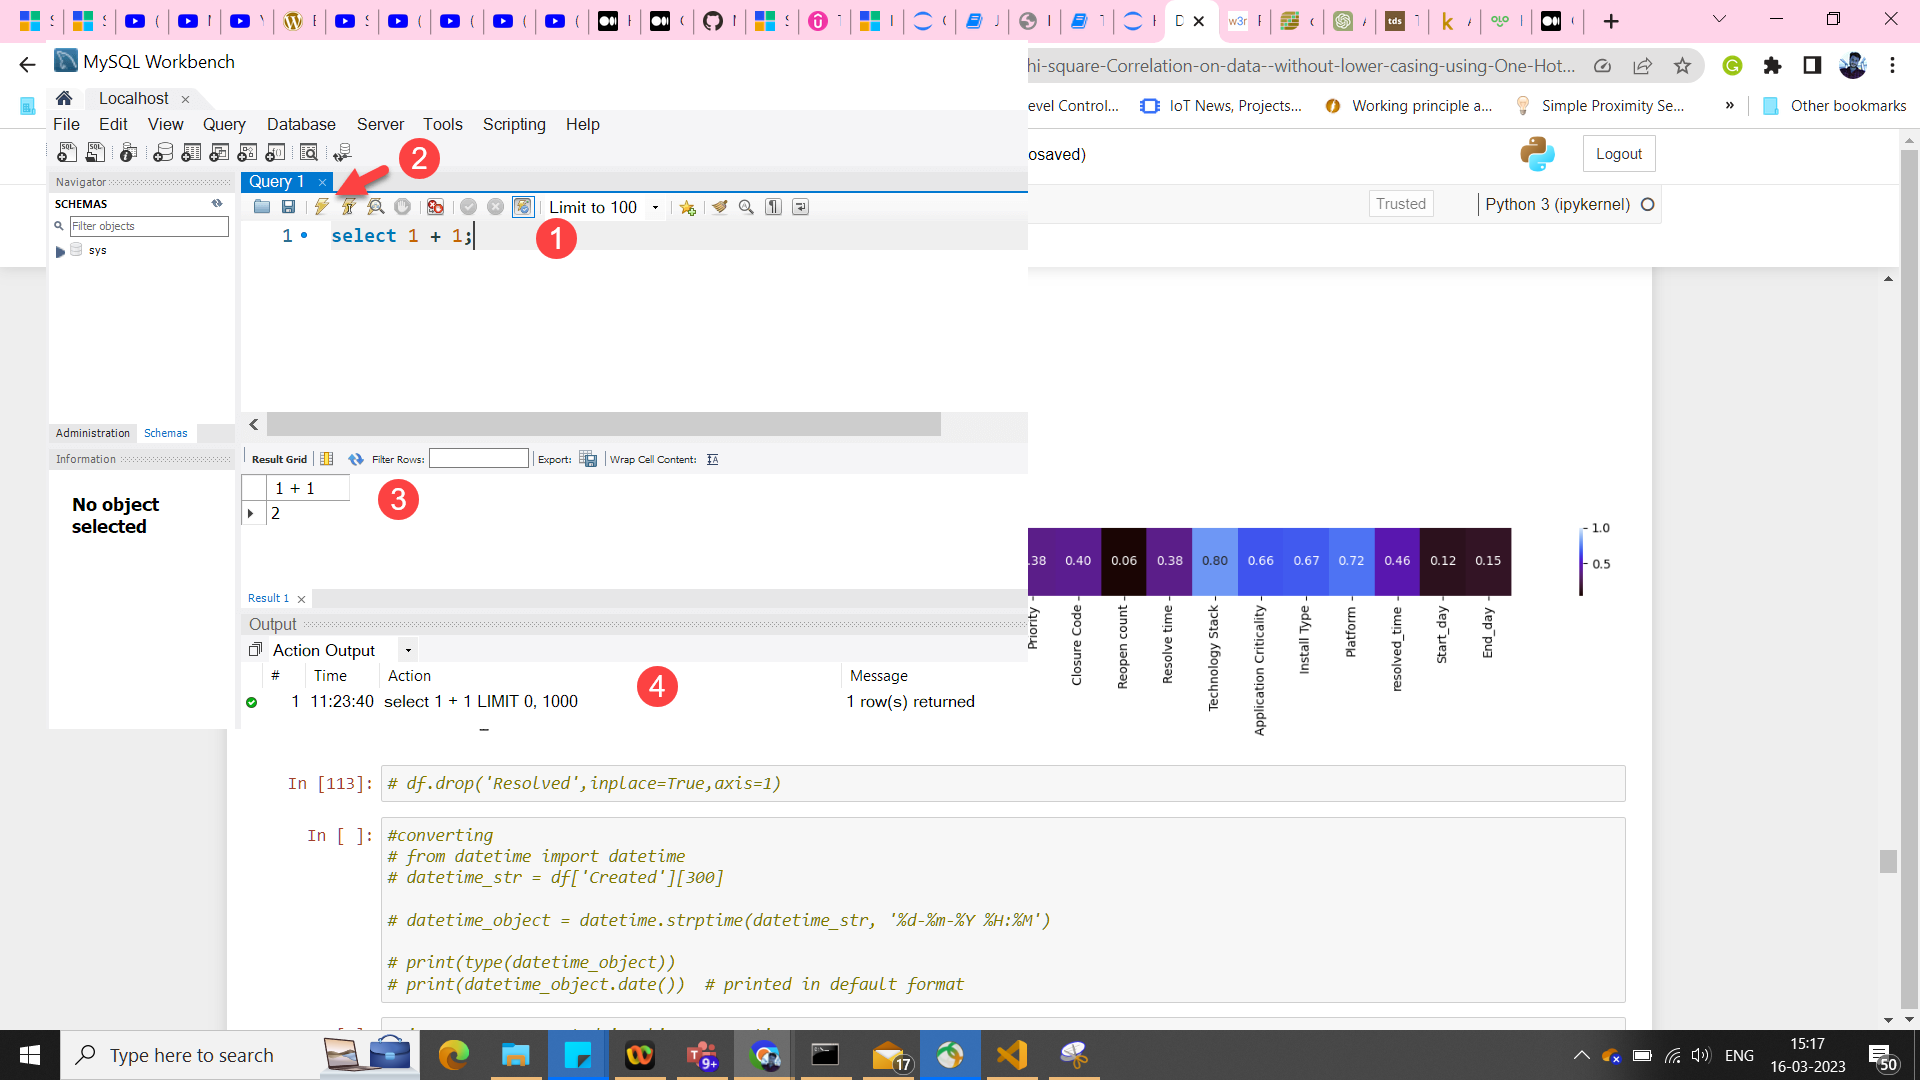 hi-square-Correlation-on-data--without-lower-casing-using-One-Hot...
MySQL Workbench
evel Control...
IoT News, Projects...
Working principle a...
Simple Proximity Se...
»
Other bookmarks
Localhost
File Edit View Query Database Server Tools Scripting Help
osaved)
Logout
2
Navigator
Query 1
SCHEMAS
Limit to 100
Trusted
Python 3 (ipykernel)
Filter objects
1
select 1 + 1;
1
sys
Administration Schemas
Information
Result Grid
Filter Rows:
Export:
Wrap Cell Content:
1 + 1
3
2
No object
selected
.38 0.40 0.06 0.38 0.80 0.66 0.67 0.72 0.46 0.12 0.15
1.0
0.5
Priority
Closure Code
Reopen count
Resolve time
Technology Stack
Application Criticality
Install Type
Platform
resolved_time
Start_day
End_day
Result 1
Output
Action Output
# Time Action Message
4
1 11:23:40 select 1 + 1 LIMIT 0, 1000 1 row(s) returned
In [113]: # df.drop('Resolved',inplace=True,axis=1)
In [ ]: #converting
# from datetime import datetime
# datetime_str = df['Created'][300]
# datetime_object = datetime.strptime(datetime_str, '%d-%m-%Y %H:%M')
# print(type(datetime_object))
# print(datetime_object.date())  # printed in default format
Type here to search
9+
17
ENG
15:17
16-03-2023
50